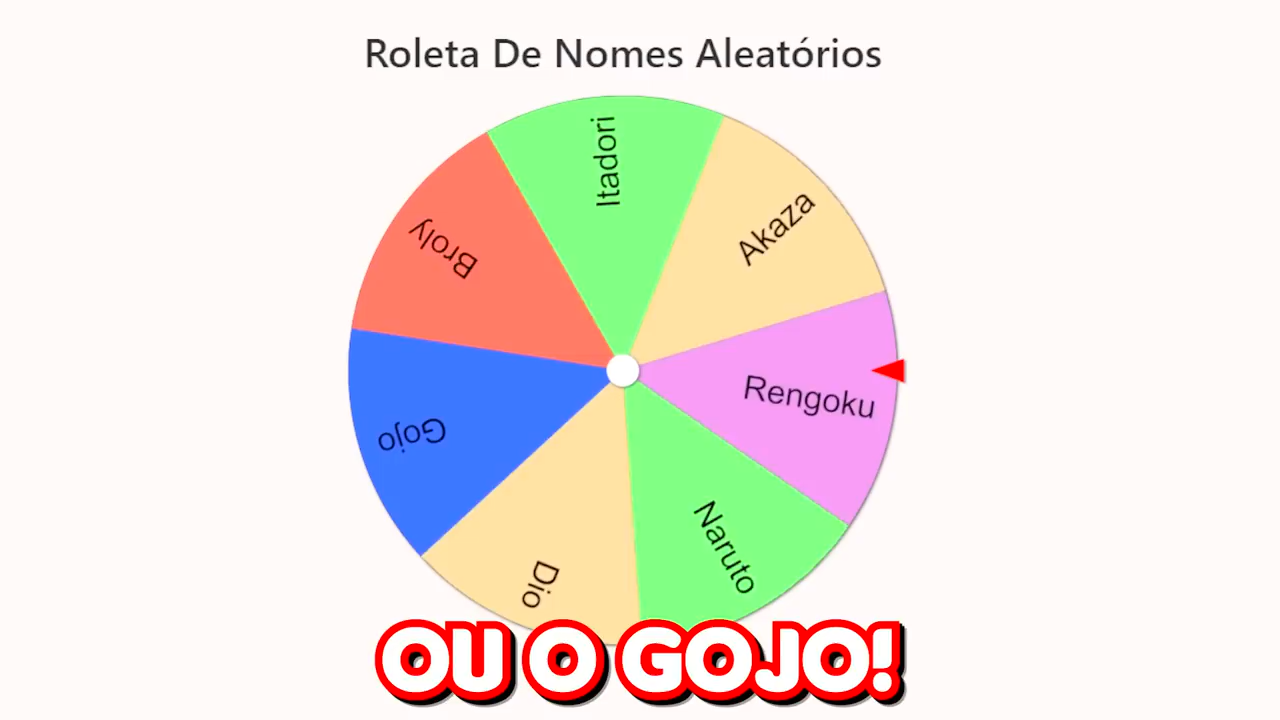 Roleta De Nomes Aleatórios
Itadori
Akaza
Broly
Rengoku
Gojo
Naruto
Dio
OU O GOJO!